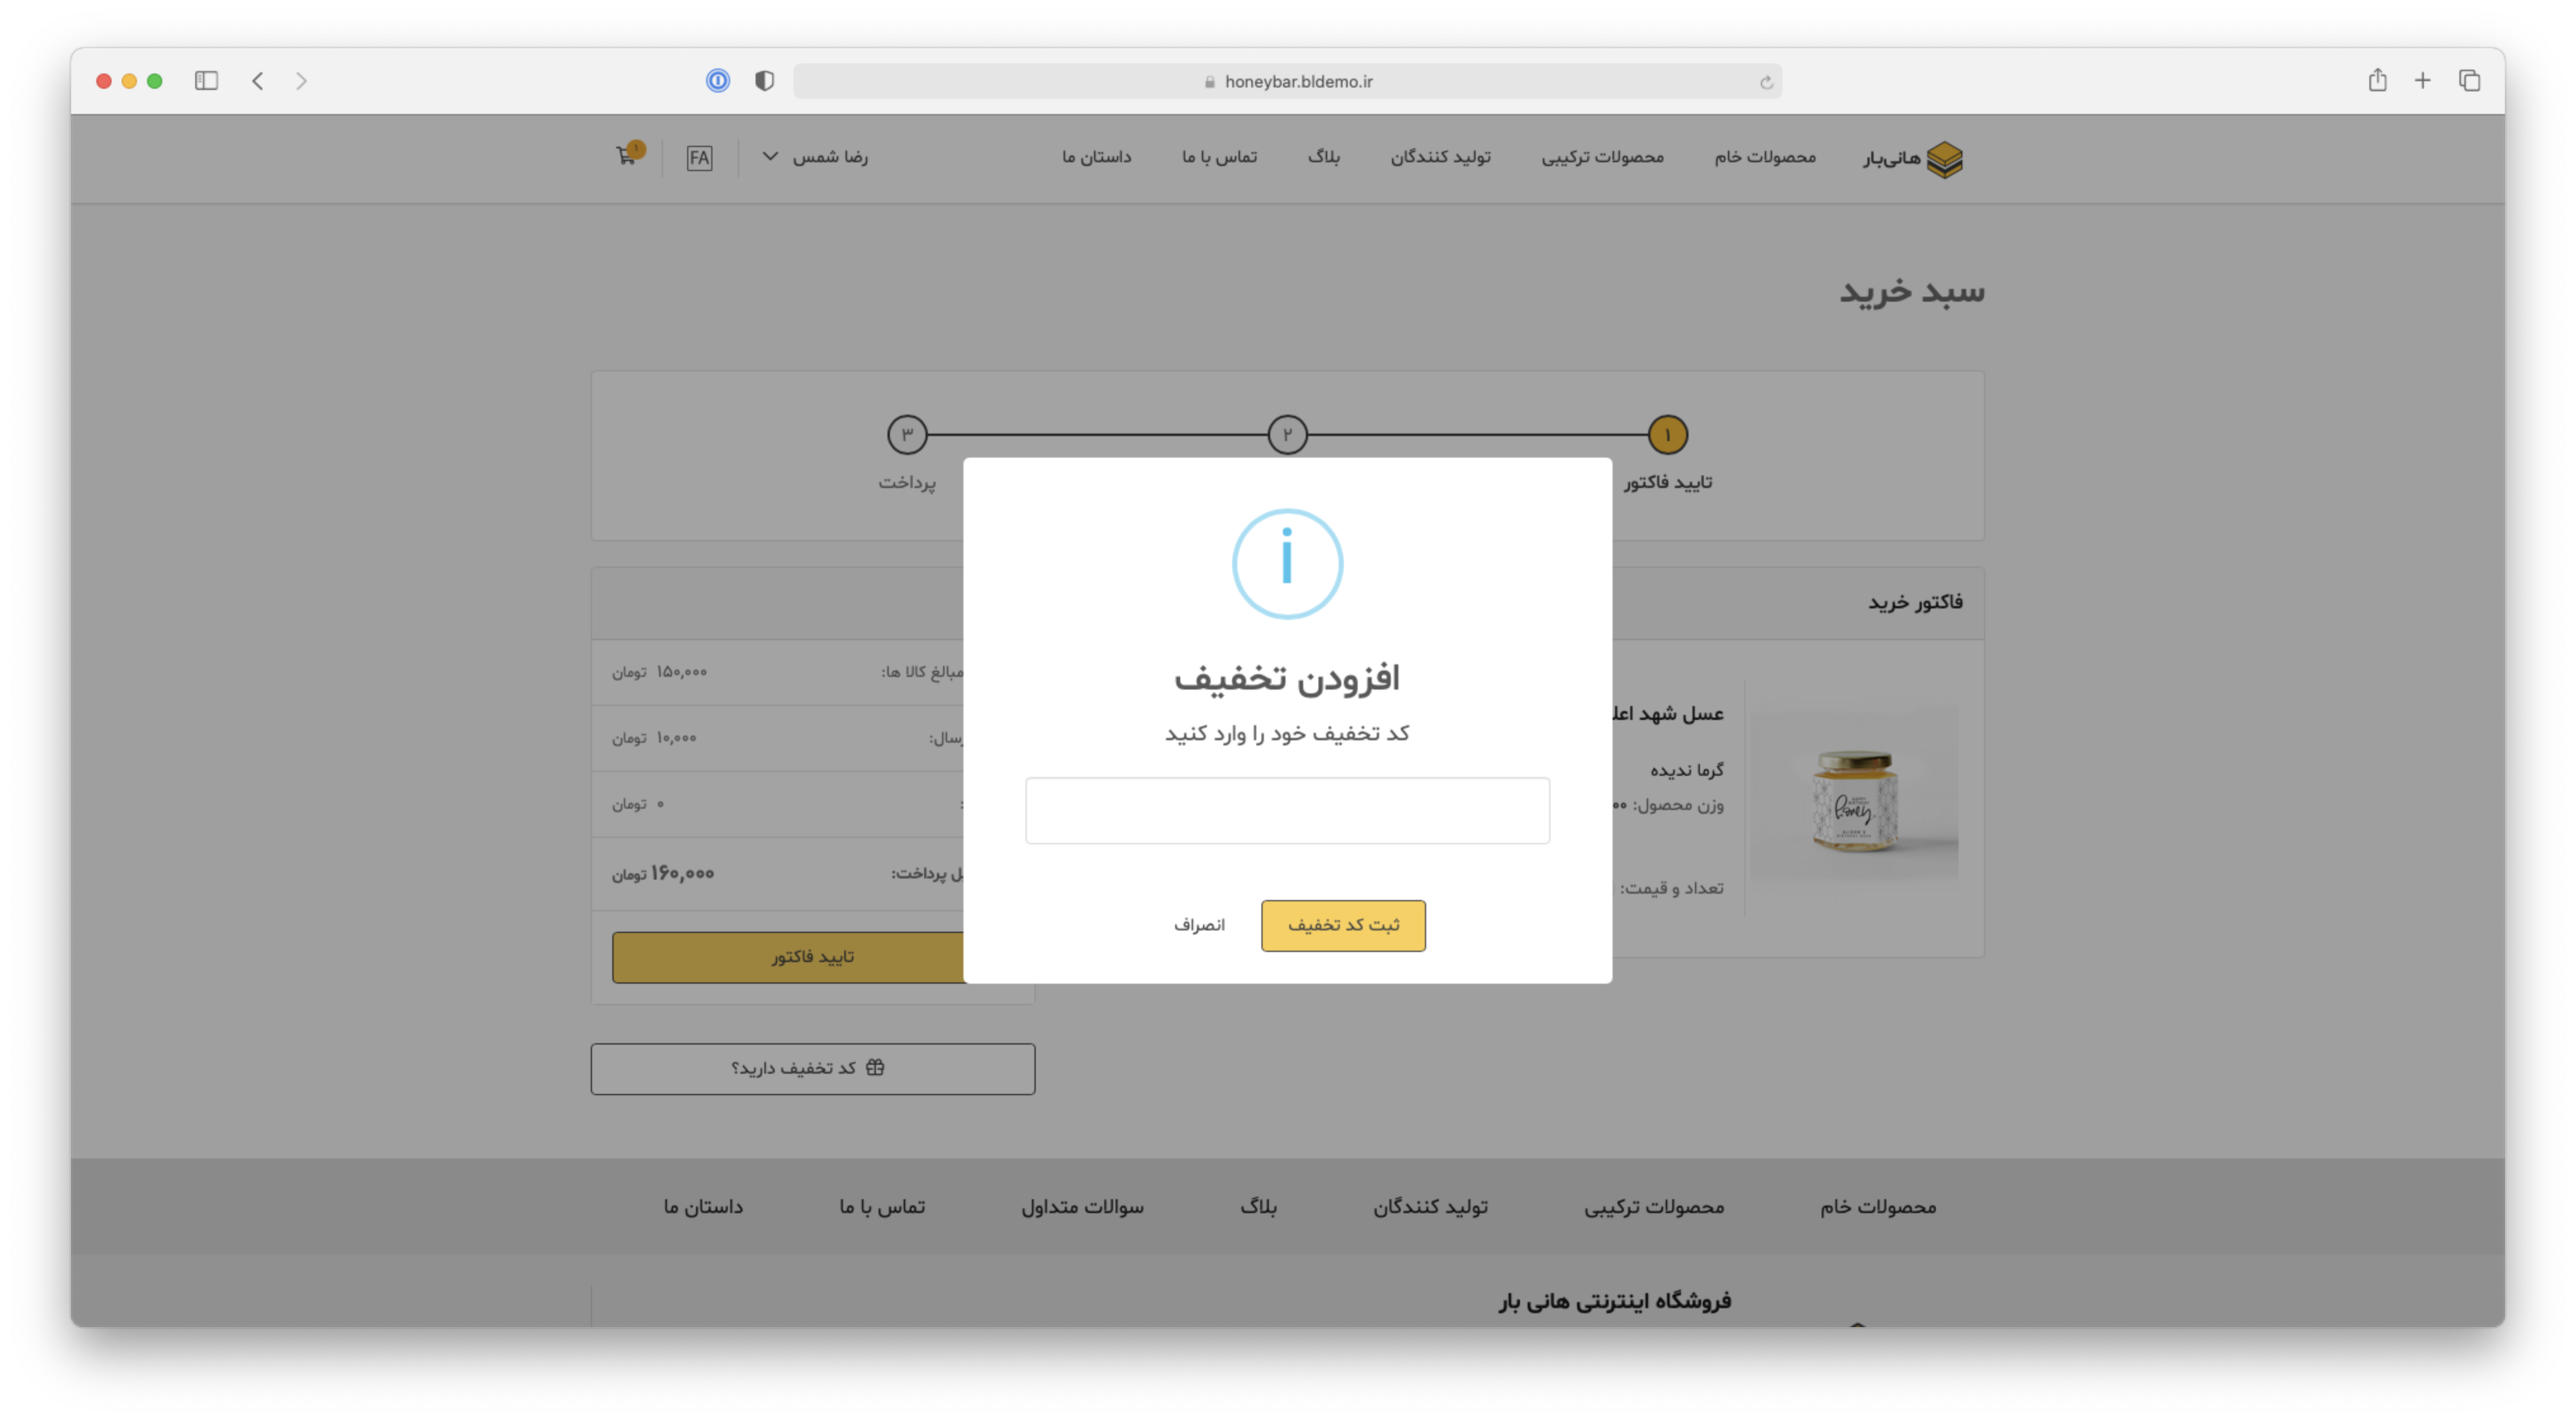 honeybar.bldemo.ir
هانی‌بار
محصولات خام
محصولات ترکیبی
تولید کنندگان
بلاگ
تماس با ما
داستان ما
رضا شمس
FA
۱
سبد خرید
۱
۲
۳
تایید فاکتور
پرداخت
فاکتور خرید
عسل شهد
گرما ندیده
وزن محصول:
تعداد و قیمت:
مبالغ کالا ها:
۱۵۰,۰۰۰ تومان
۱۰,۰۰۰ تومان
۰ تومان
پرداخت:
۱۶۰,۰۰۰ تومان
تایید فاکتور
کد تخفیف دارید؟
i
افزودن تخفیف
کد تخفیف خود را وارد کنید
ثبت کد تخفیف
انصراف
محصولات خام
محصولات ترکیبی
تولید کنندگان
بلاگ
سوالات متداول
تماس با ما
داستان ما
فروشگاه اینترنتی هانی بار